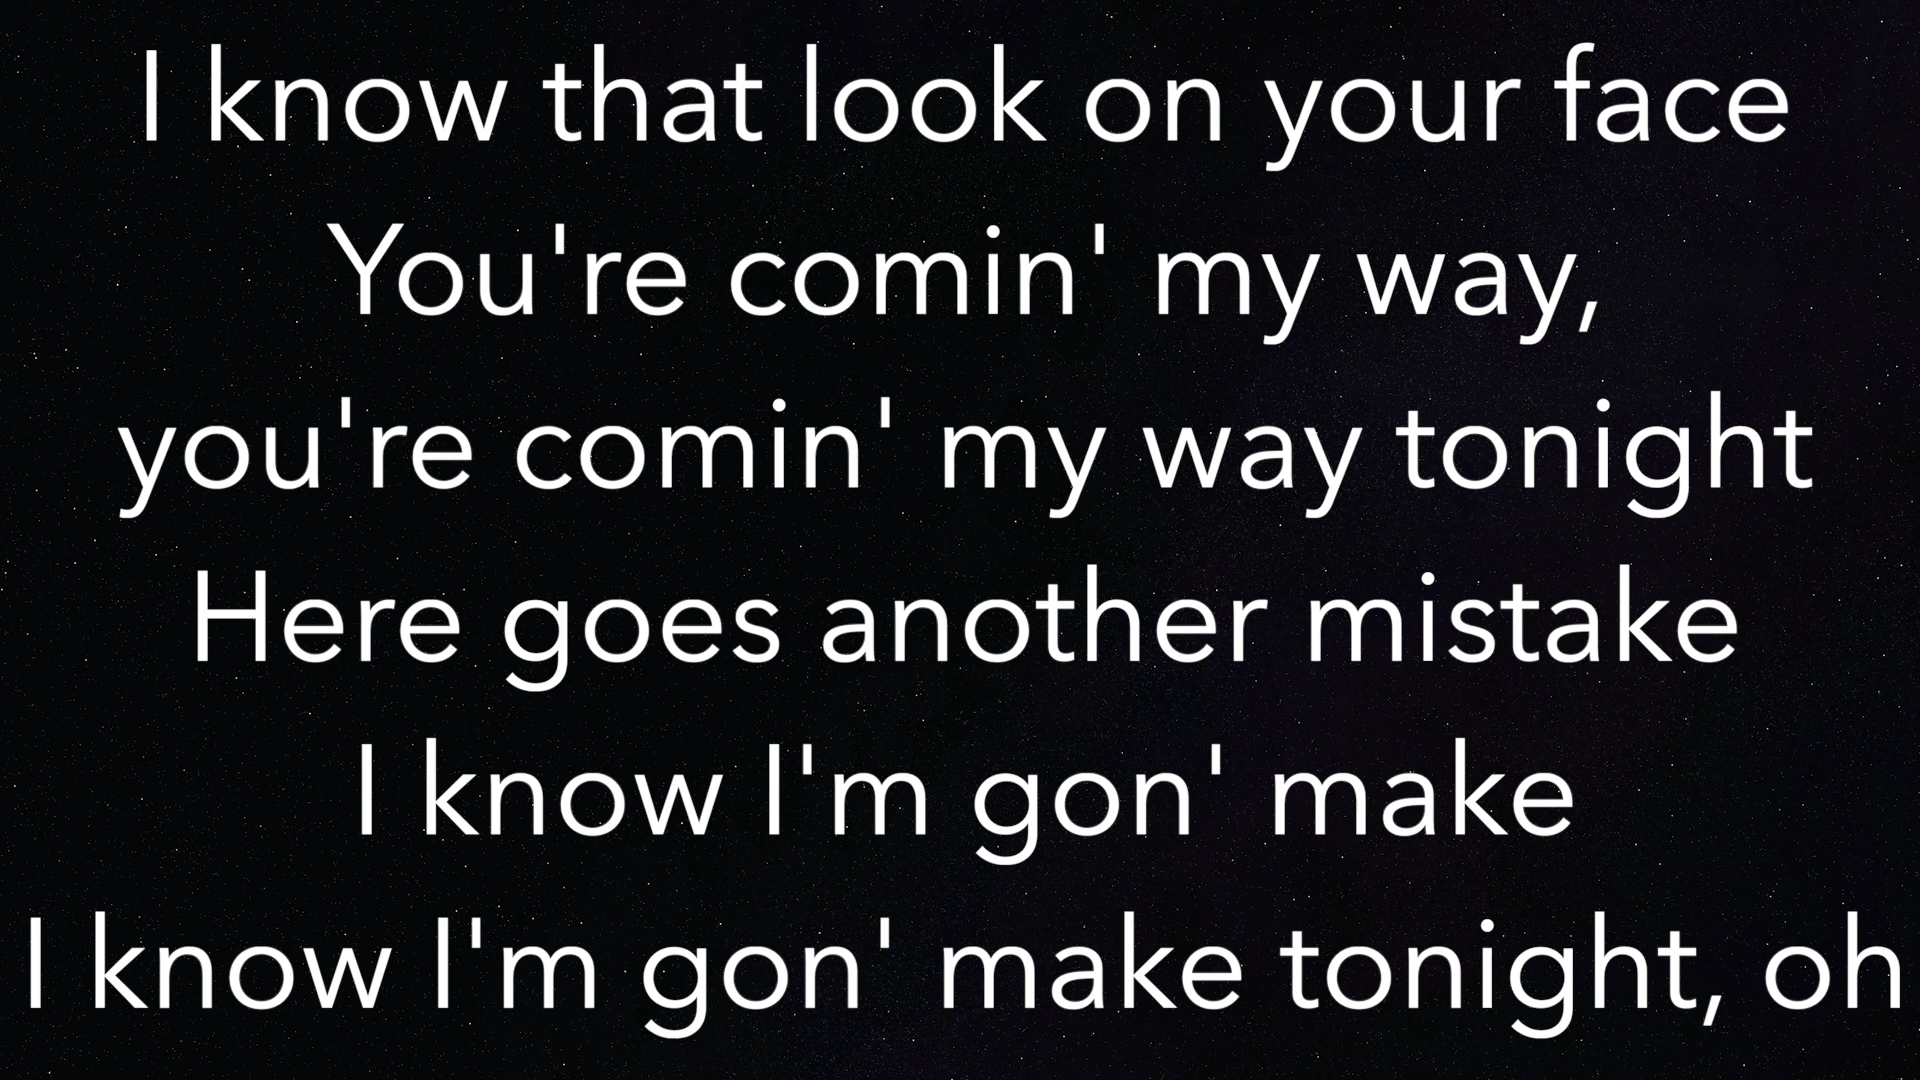 I know that look on your face
You're comin' my way,
you're comin' my way tonight
Here goes another mistake
I know I'm gon' make
I know I'm gon' make tonight, oh